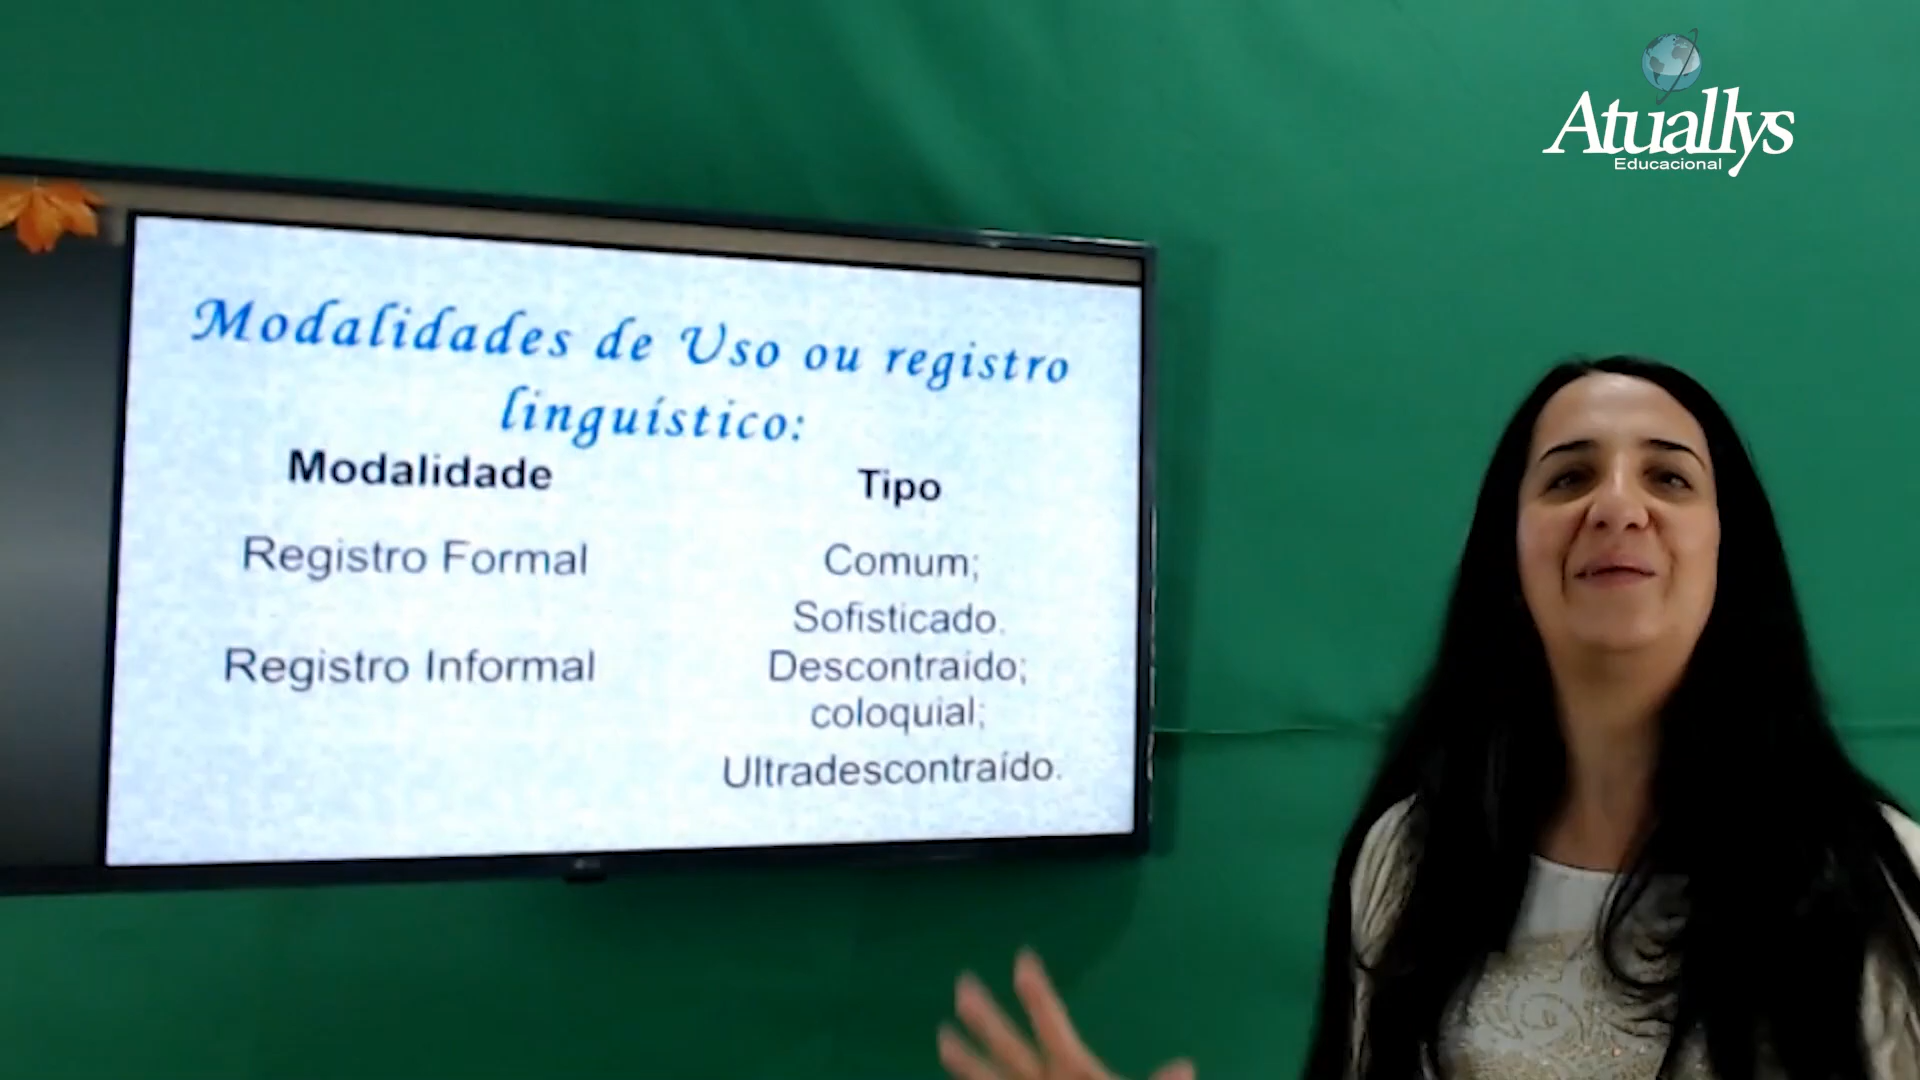 Atuallys
Educacional
Modalidades de Uso ou registro
linguístico:
Modalidade Tipo
Registro Formal Comum;
Sofisticado.
Registro Informal Descontraído;
coloquial;
Ultradescontraído.